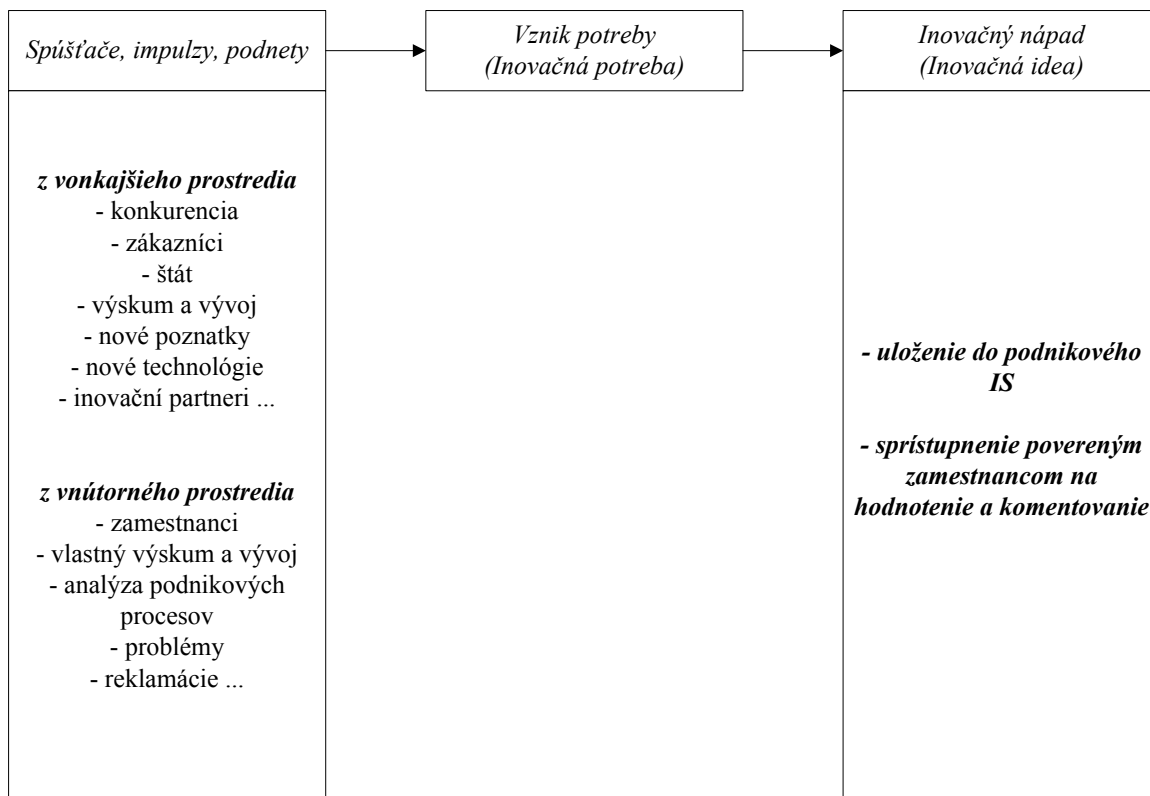 Spúšťače, impulzy, podnety
Vznik potreby
(Inovačná potreba)
Inovačný nápad
(Inovačná idea)
z vonkajšieho prostredia
- konkurencia
- zákazníci
- štát
- výskum a vývoj
- nové poznatky
- nové technológie
- inovační partneri ...
z vnútorného prostredia
- zamestnanci
- vlastný výskum a vývoj
- analýza podnikových
procesov
- problémy
- reklamácie ...
- uloženie do podnikového
IS
- sprístupnenie povereným
zamestnancom na
hodnotenie a komentovanie